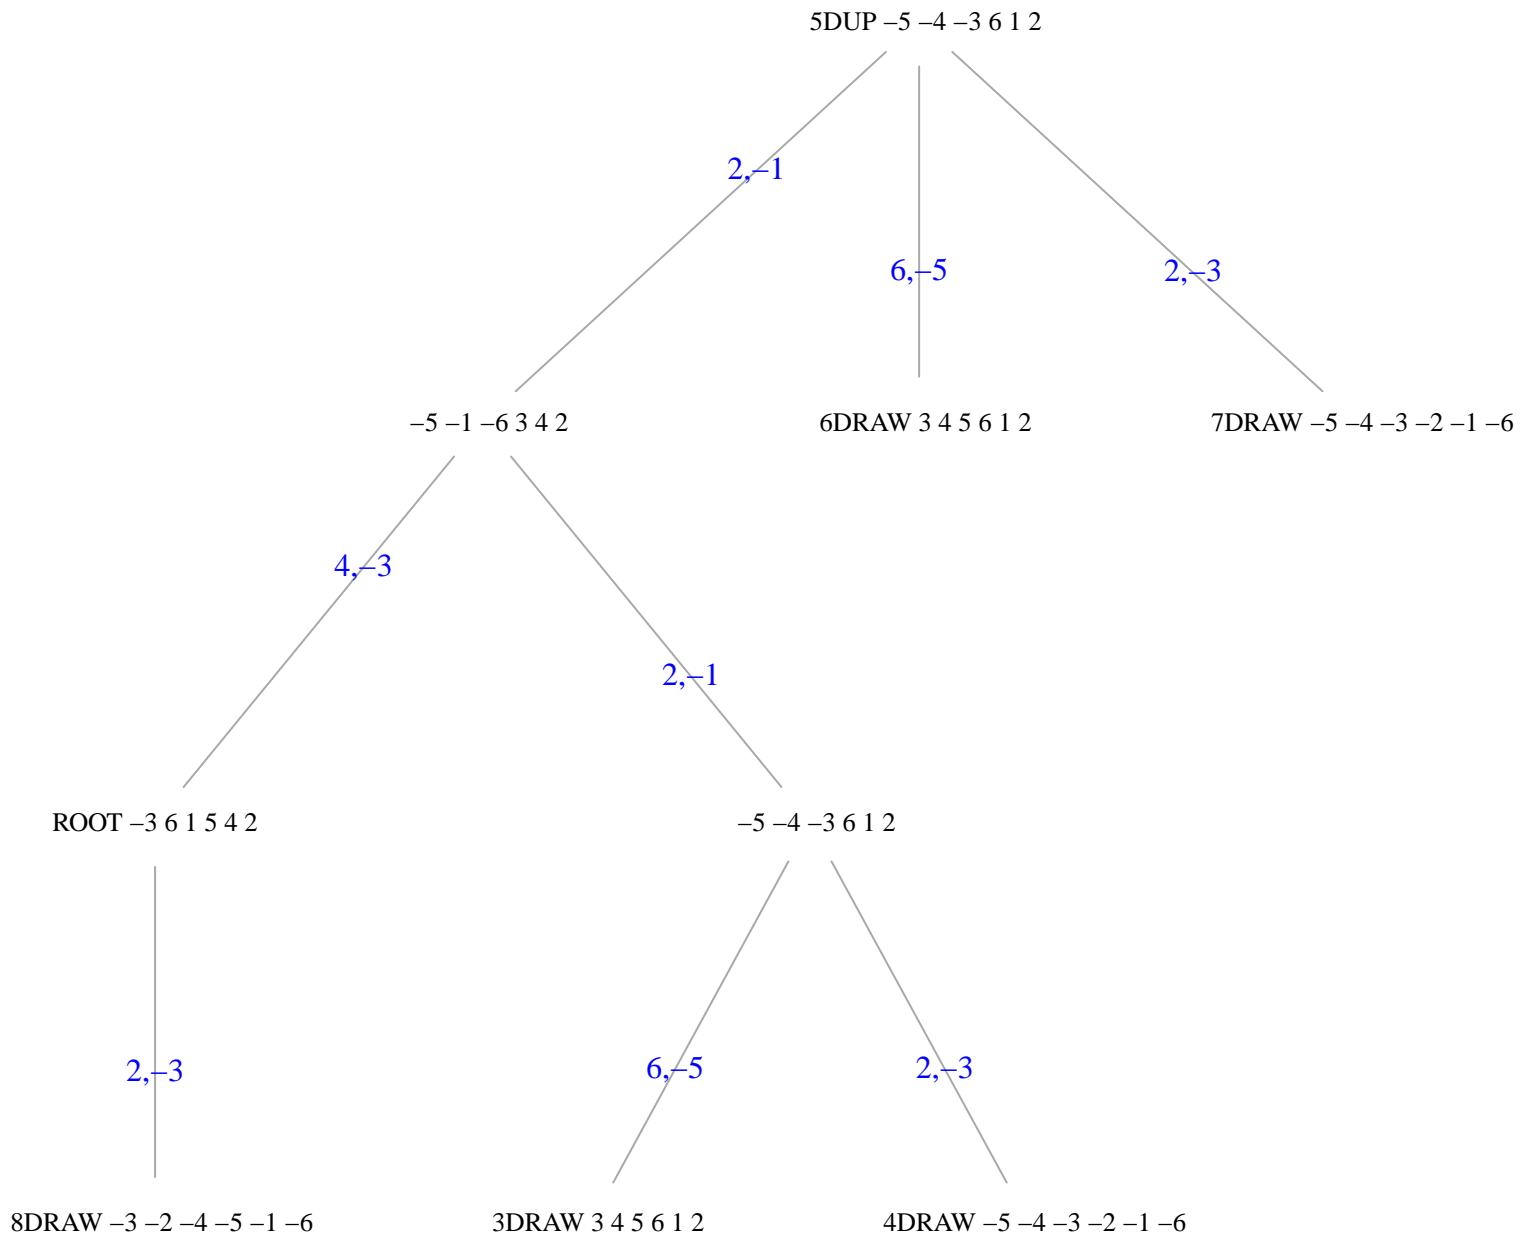 5DUP –5 –4 –3 6 1 2
2,–1
6,–5
2,–3
–5 –1 –6 3 4 2
6DRAW 3 4 5 6 1 2
7DRAW –5 –4 –3 –2 –1 –6
4,–3
2,–1
ROOT –3 6 1 5 4 2
–5 –4 –3 6 1 2
2,–3
6,–5
2,–3
8DRAW –3 –2 –4 –5 –1 –6
3DRAW 3 4 5 6 1 2
4DRAW –5 –4 –3 –2 –1 –6